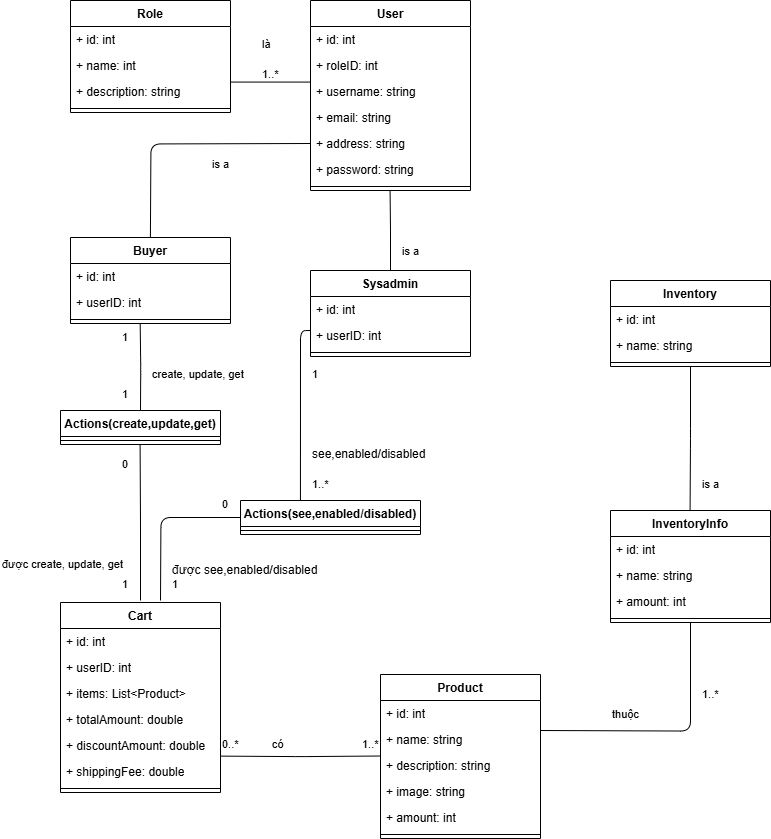 Role
+ id: int
+ name: int
+ description: string
là
1..*
User
+ id: int
+ roleID: int
+ username: string
+ email: string
+ address: string
+ password: string
is a
is a
Buyer
+ id: int
+ userID: int
Sysadmin
+ id: int
+ userID: int
Inventory
+ id: int
+ name: string
1
create, update, get
1
Actions(create,update,get)
0
1
see,enabled/disabled
1..*
0
Actions(see,enabled/disabled)
is a
InventoryInfo
+ id: int
+ name: string
+ amount: int
được create, update, get
1
được see,enabled/disabled
1
Cart
+ id: int
+ userID: int
+ items: List<Product>
+ totalAmount: double
+ discountAmount: double
+ shippingFee: double
0..*
có
1..*
Product
+ id: int
+ name: string
+ description: string
+ image: string
+ amount: int
thuộc
1..*